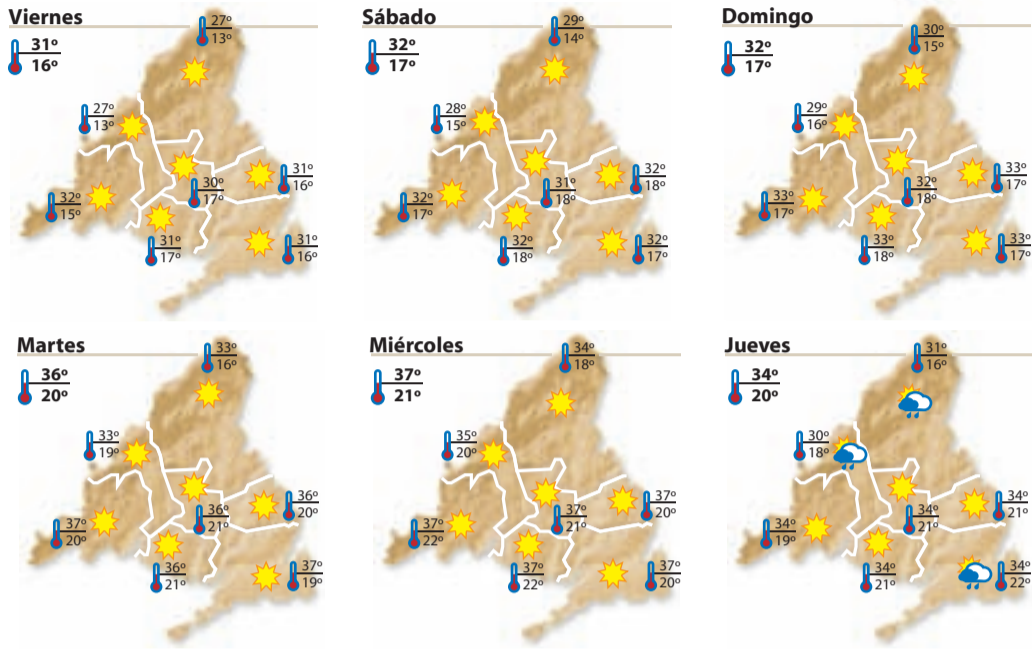 Viernes
27º
13º
31º
16º
27º
13º
31º
16º
30º
17º
32º
15º
31º
17º
31º
16º
Sábado
29º
14º
32º
17º
28º
15º
32º
18º
31º
18º
32º
17º
32º
18º
32º
17º
Domingo
30º
15º
32º
17º
29º
16º
33º
17º
32º
18º
33º
17º
33º
18º
33º
17º
Martes
33º
16º
36º
20º
33º
19º
36º
20º
36º
21º
37º
20º
36º
21º
37º
19º
Miércoles
34º
18º
37º
21º
35º
20º
37º
20º
37º
21º
37º
22º
37º
22º
37º
20º
Jueves
31º
16º
34º
20º
30º
18º
34º
21º
34º
21º
34º
19º
34º
21º
34º
22º